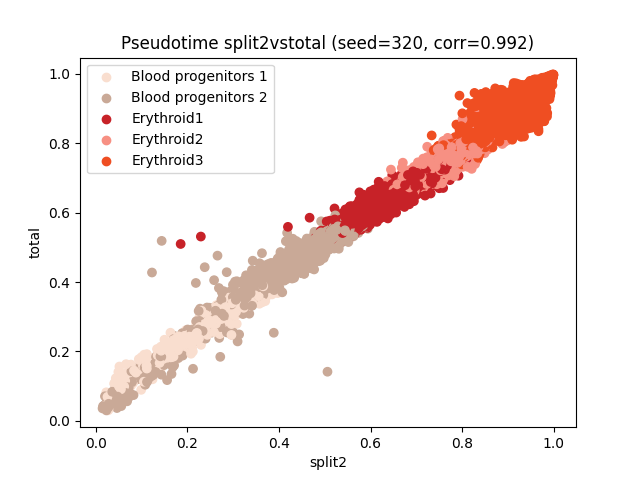 Pseudotime split2vstotal (seed=320, corr=0.992)
Blood progenitors 1
Blood progenitors 2
Erythroid1
Erythroid2
Erythroid3
1.0
0.8
0.6
0.4
0.2
0.0
total
0.0 0.2 0.4 0.6 0.8 1.0
split2